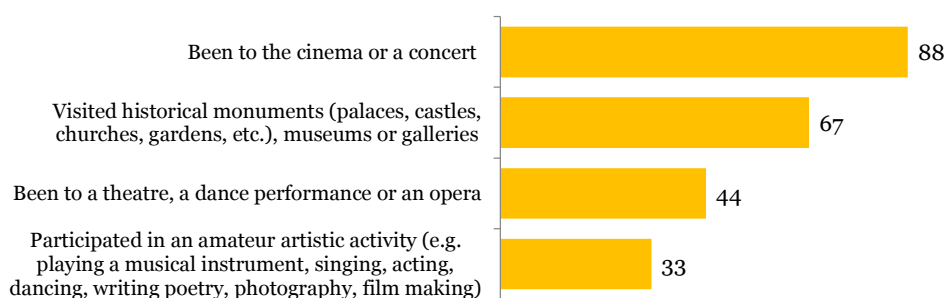 Been to the cinema or a concert
88
Visited historical monuments (palaces, castles,
churches, gardens, etc.), museums or galleries
67
Been to a theatre, a dance performance or an opera
44
Participated in an amateur artistic activity (e.g.
playing a musical instrument, singing, acting,
dancing, writing poetry, photography, film making)
33